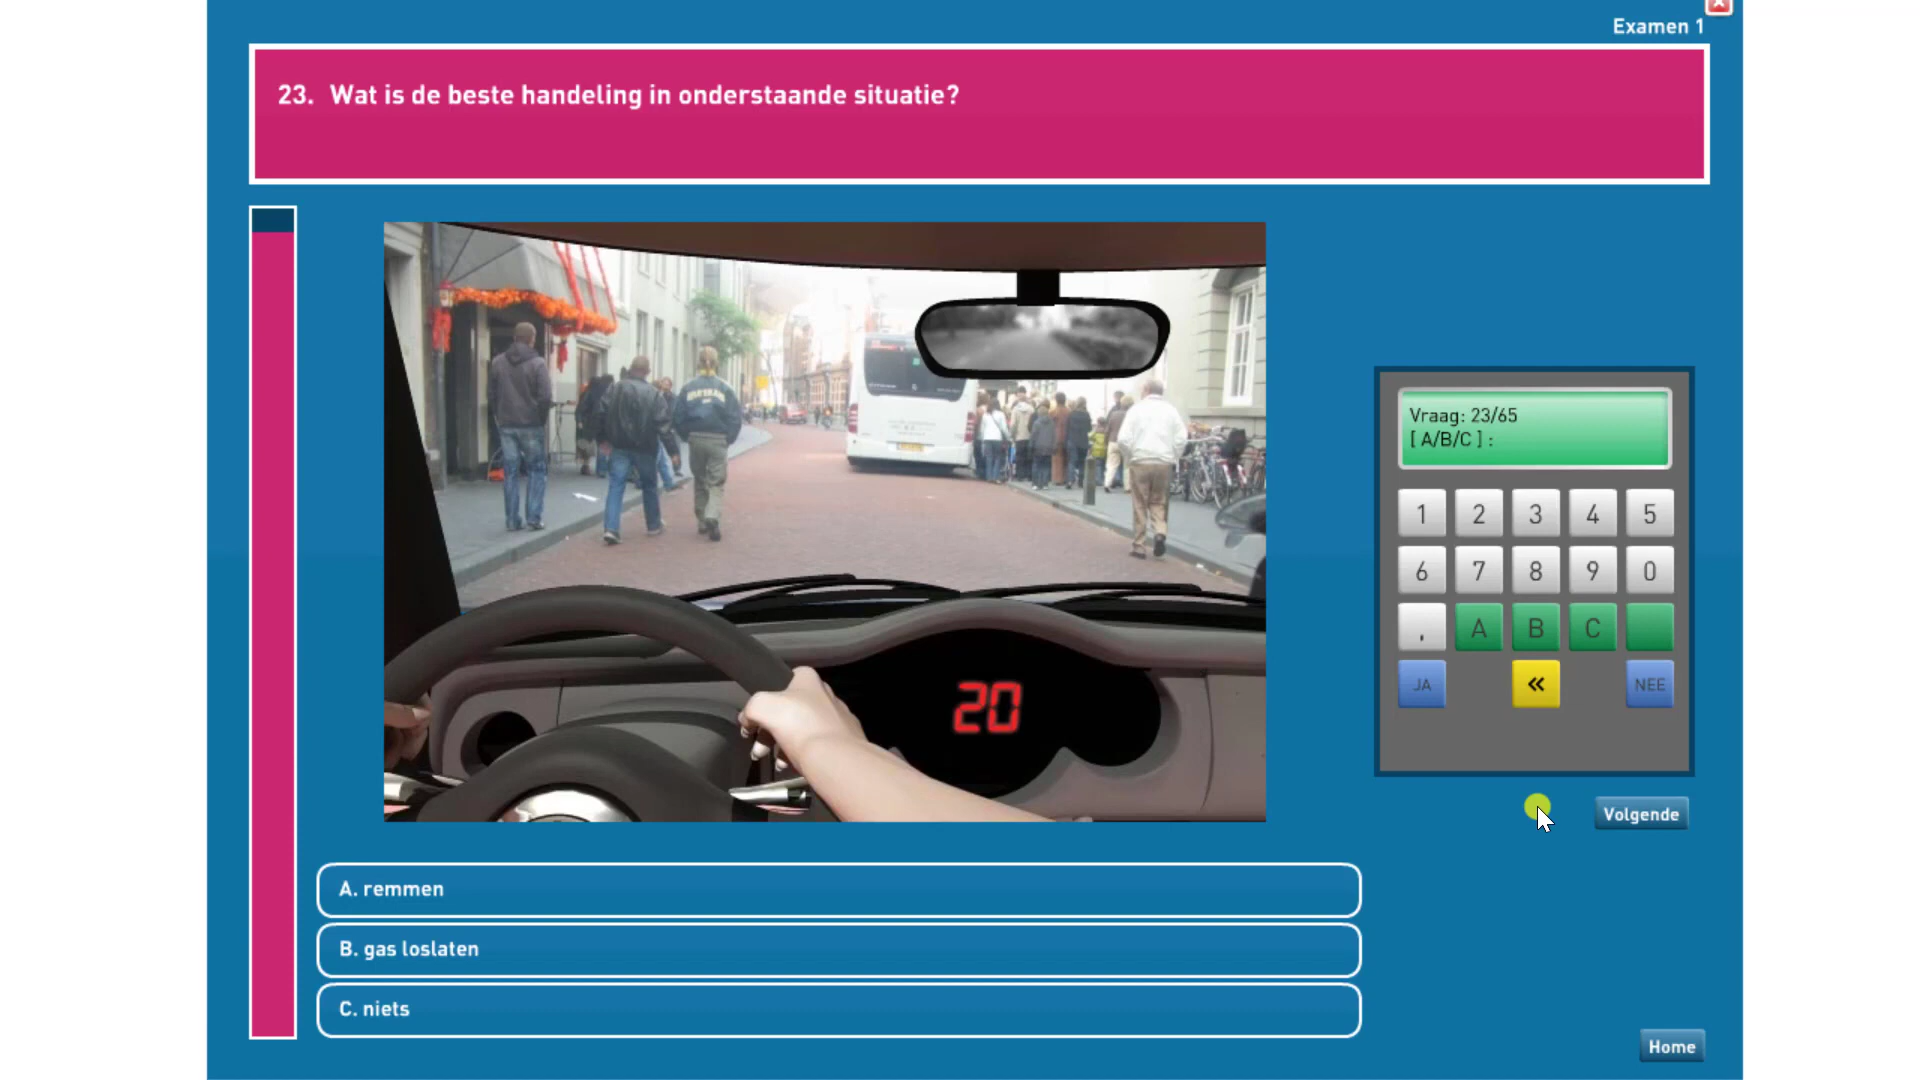 Examen 1
23. Wat is de beste handeling in onderstaande situatie?
20
Vraag: 23/65
[ A/B/C ] :
1 2 3 4 5
6 7 8 9 0
, A B C
JA « NEE
Volgende
A. remmen
B. gas loslaten
C. niets
Home